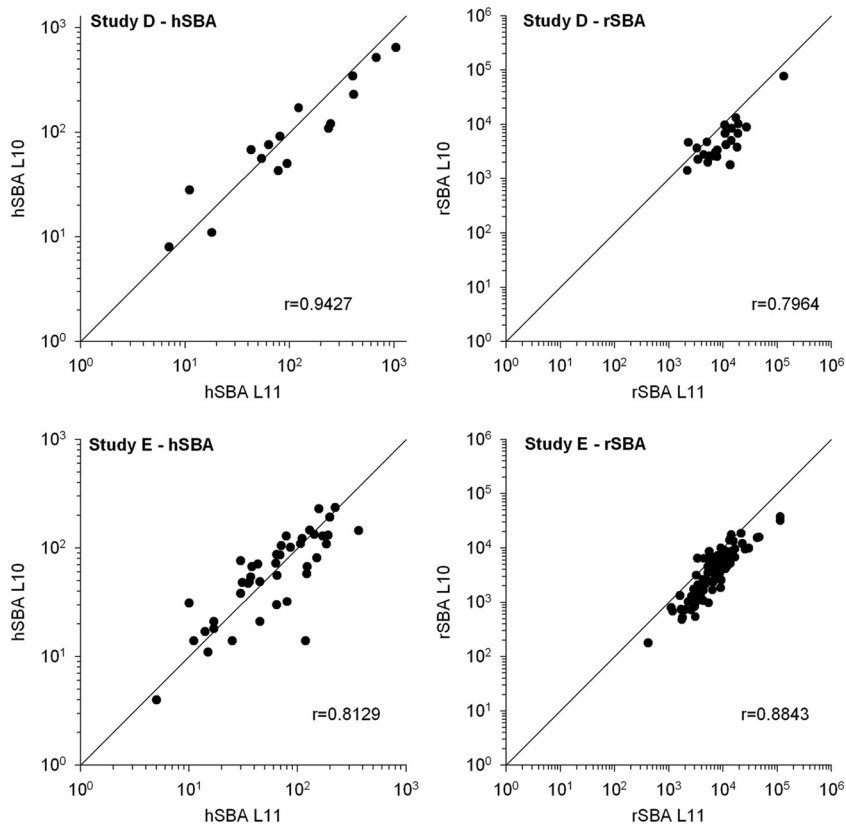 Study D - hSBA
10³
10²
10¹
10⁰
hSBA L10
10⁰ 10¹ 10² 10³
hSBA L11
r=0.9427
Study D - rSBA
10⁶
10⁵
10⁴
10³
10²
10¹
10⁰
rSBA L10
10⁰ 10¹ 10² 10³ 10⁴ 10⁵ 10⁶
rSBA L11
r=0.7964
Study E - hSBA
10³
10²
10¹
10⁰
hSBA L10
10⁰ 10¹ 10² 10³
hSBA L11
r=0.8129
Study E - rSBA
10⁶
10⁵
10⁴
10³
10²
10¹
10⁰
rSBA L10
10⁰ 10¹ 10² 10³ 10⁴ 10⁵ 10⁶
rSBA L11
r=0.8843